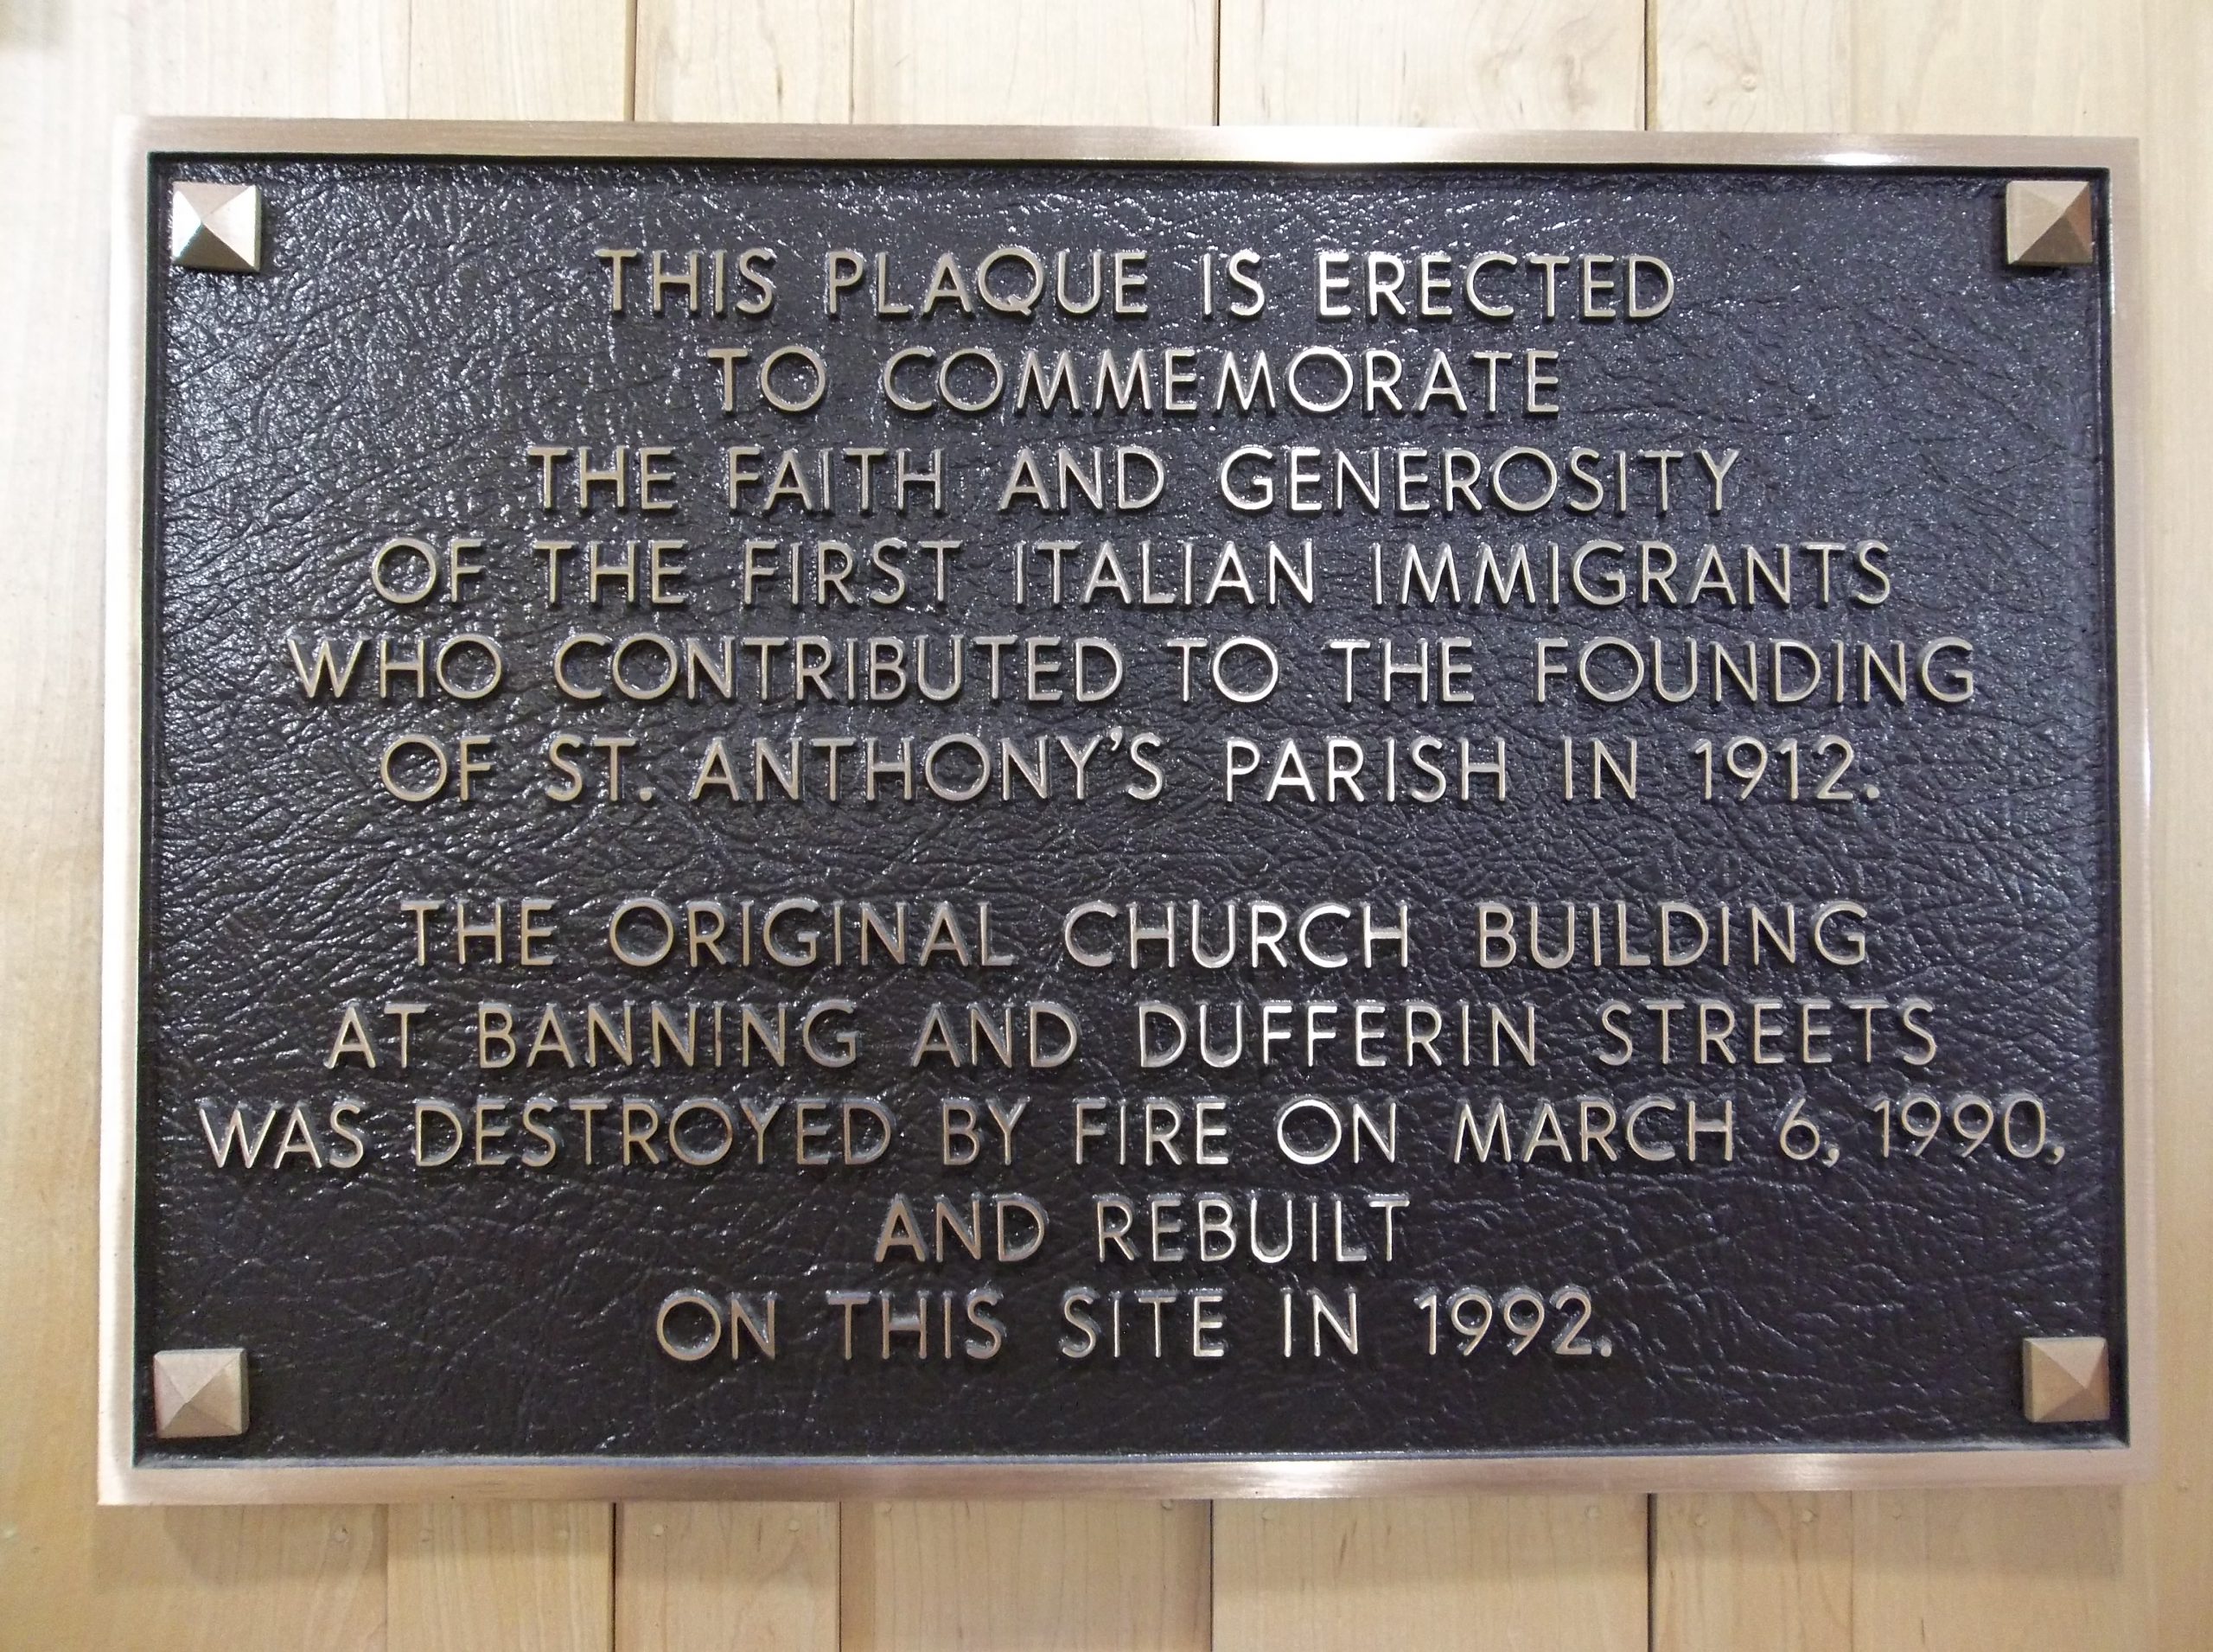 THIS PLAQUE IS ERECTED
TO COMMEMORATE
THE FAITH AND GENEROSITY
OF THE FIRST ITALIAN IMMIGRANTS
WHO CONTRIBUTED TO THE FOUNDING
OF ST. ANTHONY'S PARISH IN 1912.
THE ORIGINAL CHURCH BUILDING
AT BANNING AND DUFFERIN STREETS
WAS DESTROYED BY FIRE ON MARCH 6, 1990,
AND REBUILT
ON THIS SITE IN 1992.